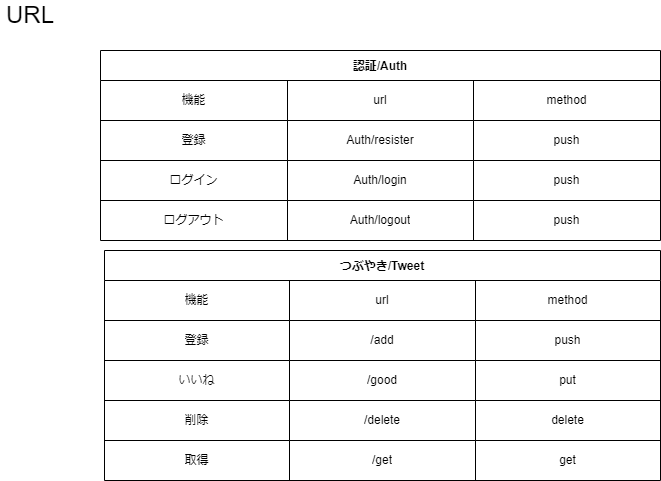 URL
認証/Auth
機能 url method
登録 Auth/resister push
ログイン Auth/login push
ログアウト Auth/logout push
つぶやき/Tweet
機能 url method
登録 /add push
いいね /good put
削除 /delete delete
取得 /get get